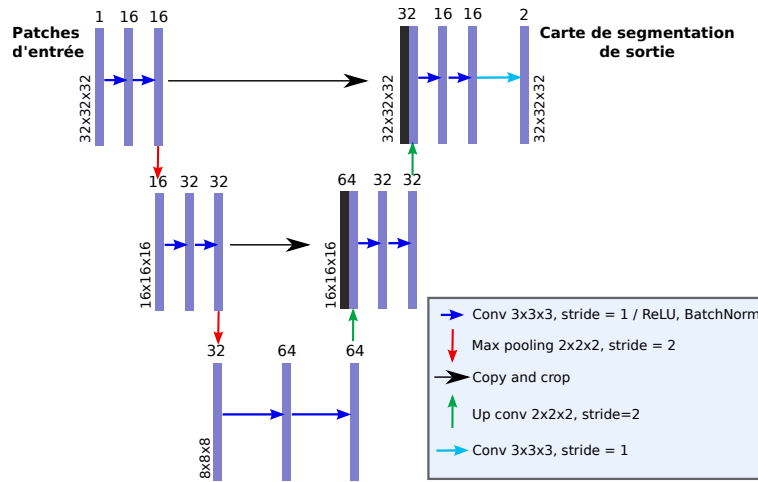 Patches
d'entrée
1 16 16
32x32x32
32 16 16 2
32x32x32
32x32x32
Carte de segmentation
de sortie
16 32 32
16x16x16
64 32 32
16x16x16
32 64 64
8x8x8
Conv 3x3x3, stride = 1 / ReLU, BatchNorm
Max pooling 2x2x2, stride = 2
Copy and crop
Up conv 2x2x2, stride=2
Conv 3x3x3, stride = 1